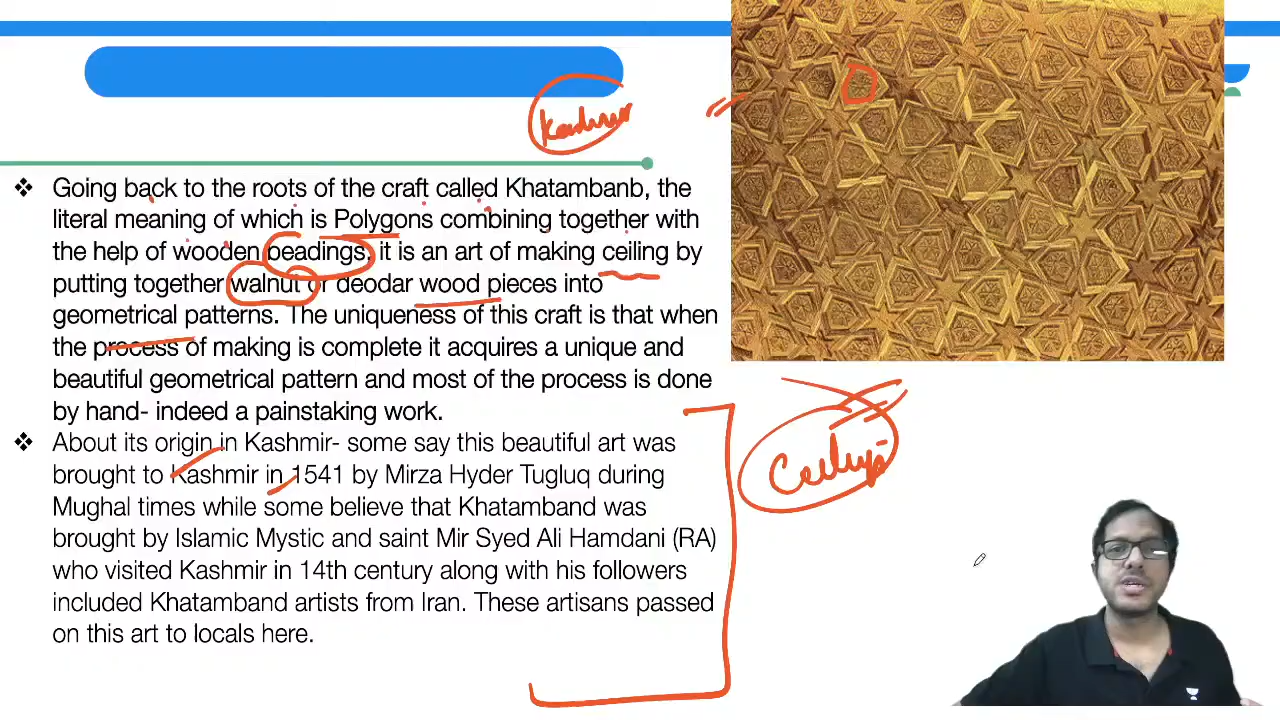 Kashmir
❖ Going back to the roots of the craft called Khatambanb, the
literal meaning of which is Polygons combining together with
the help of wooden beadings, it is an art of making ceiling by
putting together walnut or deodar wood pieces into
geometrical patterns. The uniqueness of this craft is that when
the process of making is complete it acquires a unique and
beautiful geometrical pattern and most of the process is done
by hand- indeed a painstaking work.
❖ About its origin in Kashmir- some say this beautiful art was
brought to Kashmir in 1541 by Mirza Hyder Tugluq during
Mughal times while some believe that Khatamband was
brought by Islamic Mystic and saint Mir Syed Ali Hamdani (RA)
who visited Kashmir in 14th century along with his followers
included Khatamband artists from Iran. These artisans passed
on this art to locals here.